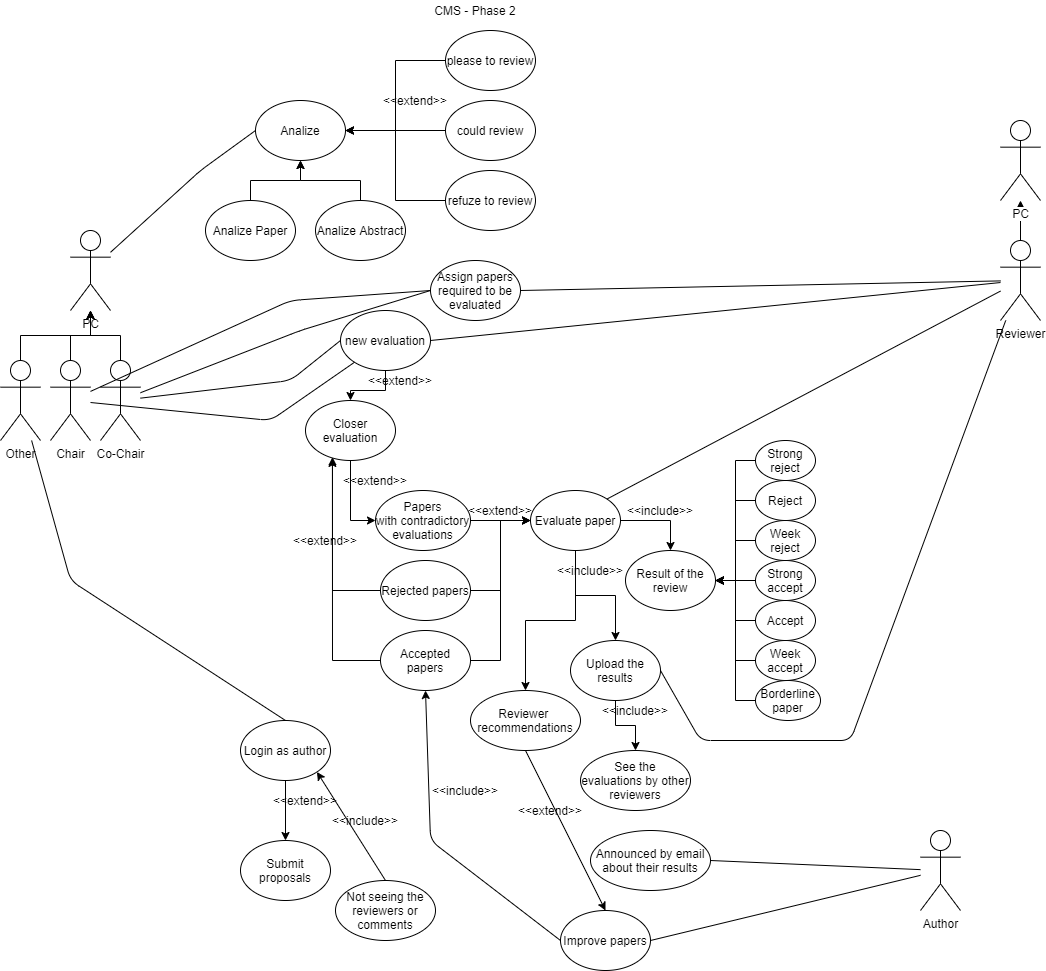 CMS - Phase 2
please to review
<<extend>>
Analize
could review
refuze to review
Analize Paper
Analize Abstract
PC
PC
Assign papers
required to be
evaluated
new evaluation
Reviewer
<<extend>>
Closer
evaluation
Other
Chair
Co-Chair
<<extend>>
Papers
with contradictory
evaluations
<<extend>>
Evaluate paper
<<include>>
<<extend>>
<<include>>
Result of the
review
Strong
reject
Reject
Week
reject
Strong
accept
Accept
Week
accept
Borderline
paper
Rejected papers
Accepted
papers
Upload the
results
Reviewer
recommendations
<<include>>
See the
evaluations by other
reviewers
Login as author
<<extend>>
<<include>>
<<include>>
<<extend>>
Submit
proposals
Not seeing the
reviewers or
comments
Announced by email
about their results
Improve papers
Author